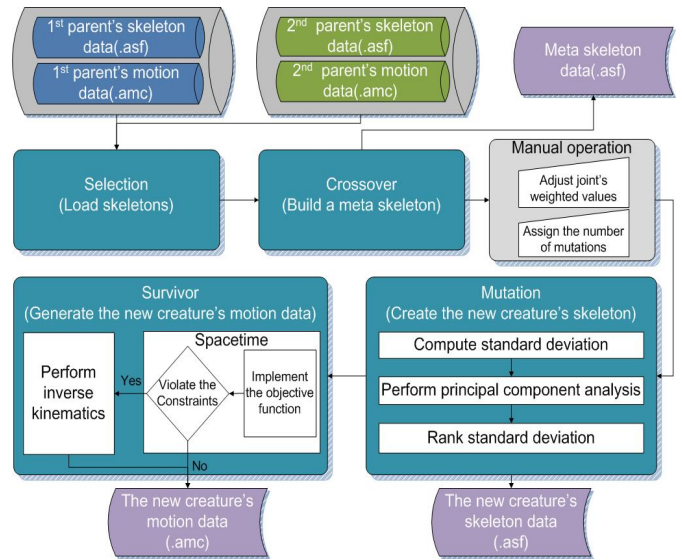 1st parent's skeleton
data(.asf)
1st parent's motion
data(.amc)
2nd parent's skeleton
data(.asf)
2nd parent's motion
data(.amc)
Meta skeleton
data(.asf)
Selection
(Load skeletons)
Crossover
(Build a meta skeleton)
Manual operation
Adjust joint's
weighted values
Assign the number
of mutations
Survivor
(Generate the new creature's motion data)
Spacetime
Perform
inverse
kinematics
Yes
Violate the
Constraints
Implement
the objective
function
No
Mutation
(Create the new creature's skeleton)
Compute standard deviation
Perform principal component analysis
Rank standard deviation
The new creature's
motion data
(.amc)
The new creature's
skeleton data
(.asf)